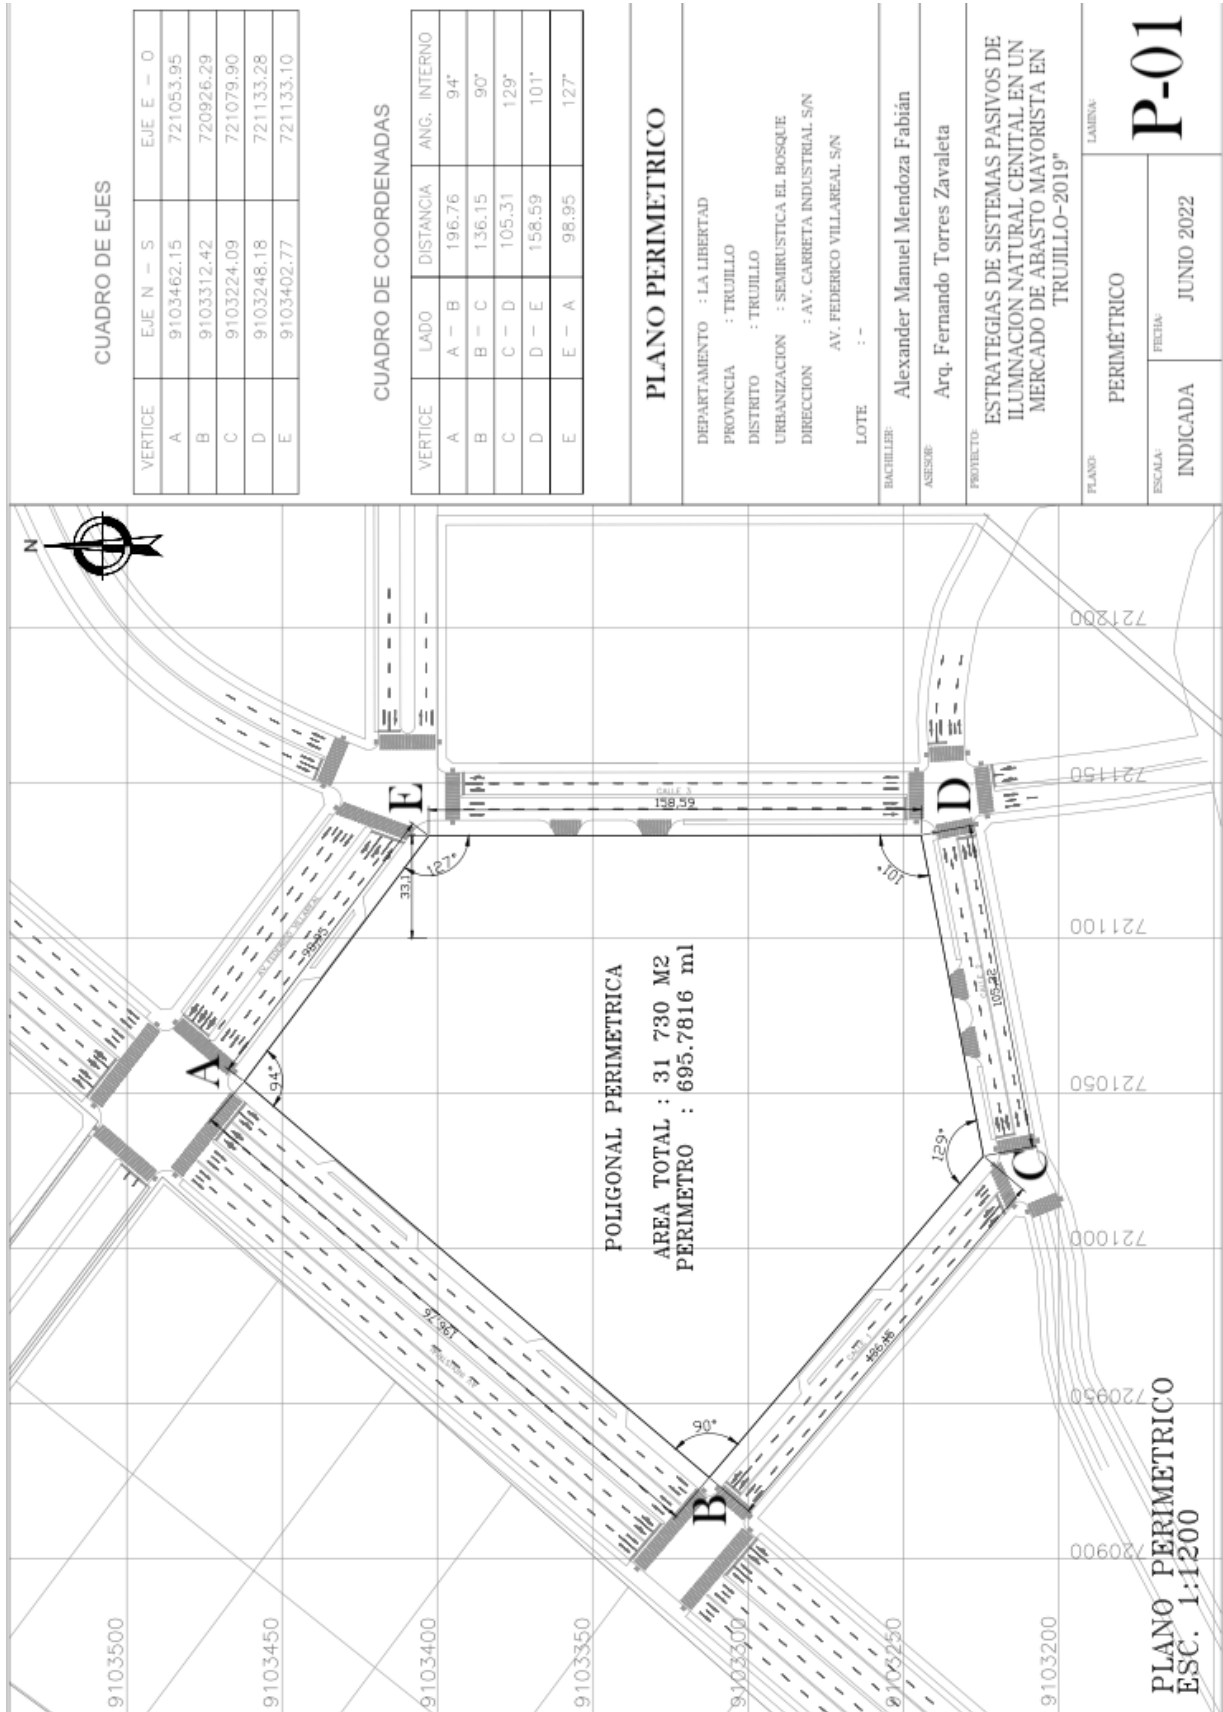 CUADRO DE EJES
VERTICE EJE N - S EJE E - O
A 9103462.15 721053.95
B 9103312.42 720926.29
C 9103224.09 721079.90
D 9103248.18 721133.28
E 9103402.77 721133.10
CUADRO DE COORDENADAS
VERTICE LADO DISTANCIA ANG. INTERNO
A A - B 196.76 94°
B B - C 136.15 90°
C C - D 105.31 129°
D D - E 158.59 101°
E E - A 98.95 127°
PLANO PERIMETRICO
DEPARTAMENTO : LA LIBERTAD
PROVINCIA : TRUJILLO
DISTRITO : TRUJILLO
URBANIZACION : SEMIRUSTICA EL BOSQUE
DIRECCION : AV. CARRETA INDUSTRIAL S/N
AV. FEDERICO VILLAREAL S/N
LOTE : -
BACHILLER:
Alexander Manuel Mendoza Fabián
ASESOR:
Arq. Fernando Torres Zavaleta
PROYECTO:
ESTRATEGIAS DE SISTEMAS PASIVOS DE
ILUMNACION NATURAL CENITAL EN UN
MERCADO DE ABASTO MAYORISTA EN
TRUJILLO-2019"
PLANO:
PERIMÉTRICO
LAMINA:
P-01
ESCALA:
INDICADA
FECHA:
JUNIO 2022
N
9103500
9103450
9103400
9103350
9103300
9103250
9103200
721200
721150
721100
721050
721000
720950
720900
A
B
C
D
E
94°
90°
129°
101°
127°
196.76
98.95
33.1
158.59
CALLE 3
CALLE 1
POLIGONAL PERIMETRICA
AREA TOTAL : 31 730 M2
PERIMETRO : 695.7816 ml
PLANO PERIMETRICO
ESC. 1:1200